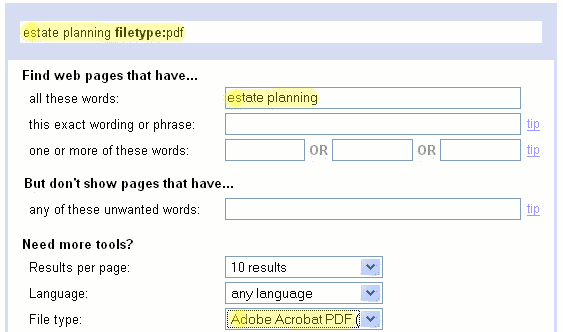 estate planning filetype:pdf
Find web pages that have...
all these words: estate planning
this exact wording or phrase: tip
one or more of these words: OR OR tip
But don't show pages that have...
any of these unwanted words: tip
Need more tools?
Results per page: 10 results
Language: any language
File type: Adobe Acrobat PDF (